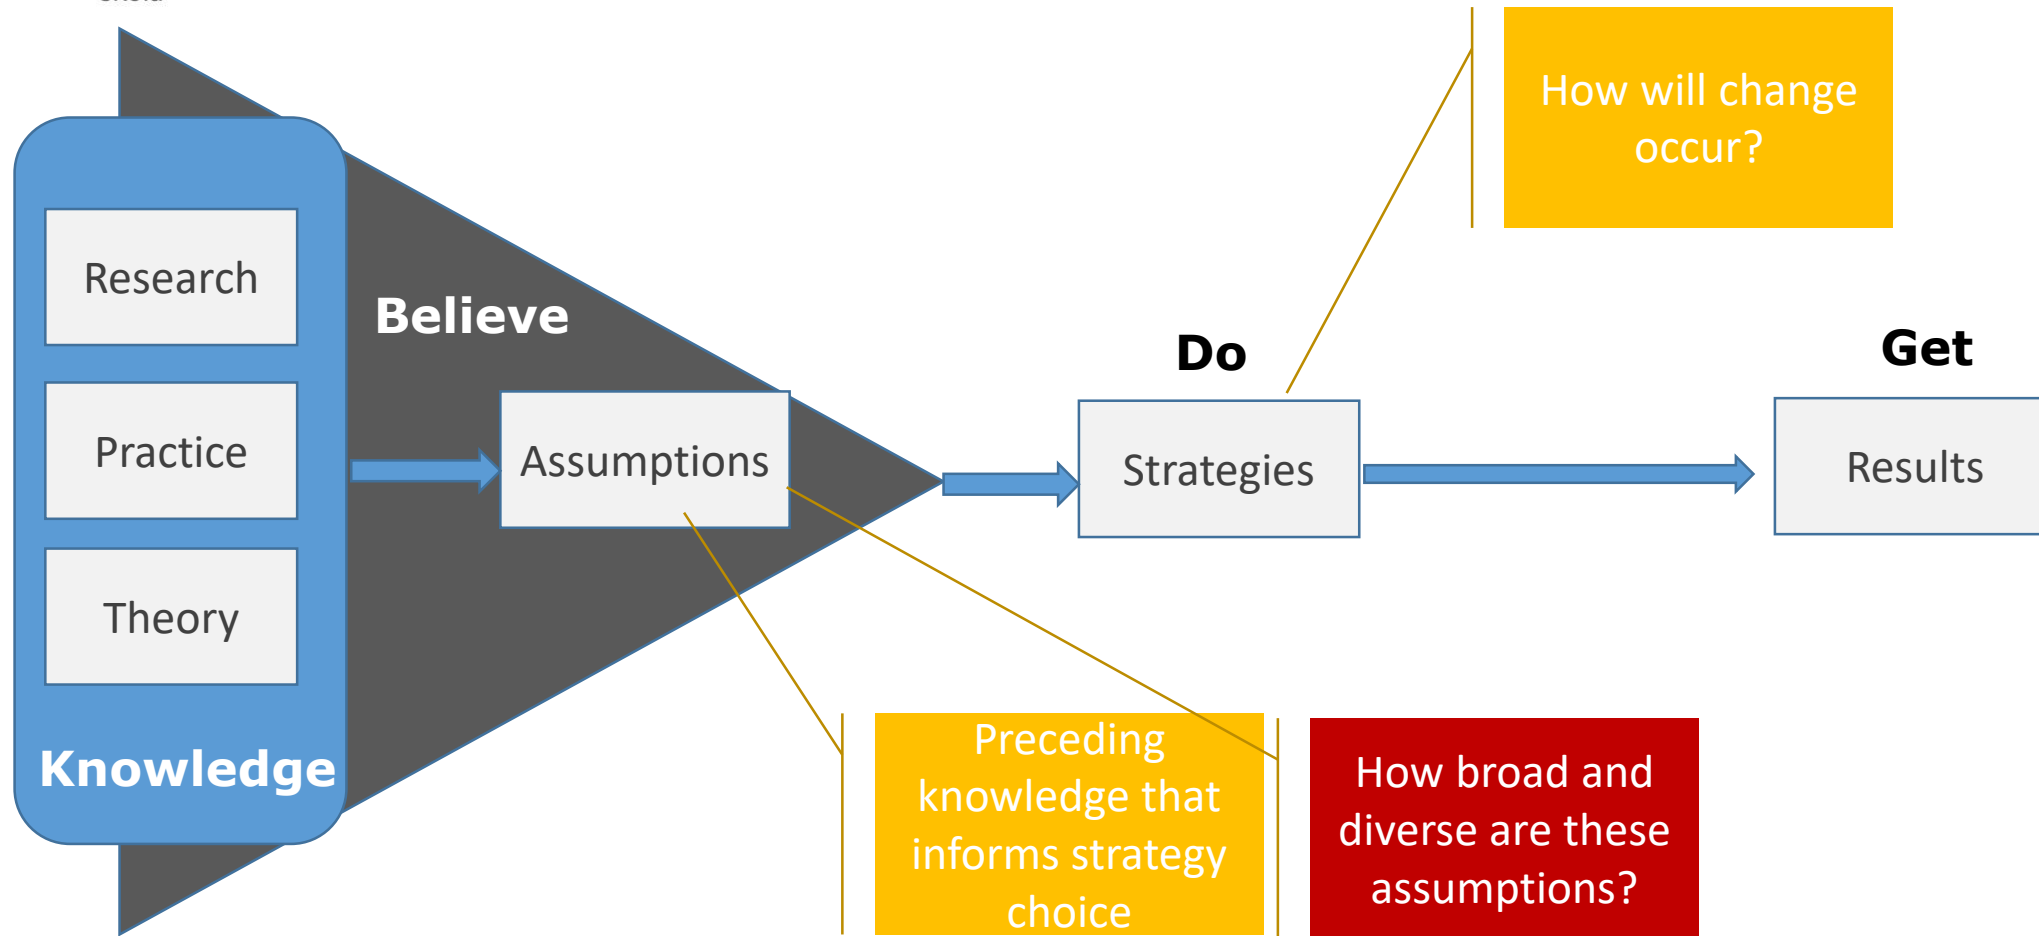 How will change
occur?
Research
Believe
Do
Get
Practice
Assumptions
Strategies
Results
Theory
Knowledge
Preceding
knowledge that
informs strategy
choice
How broad and
diverse are these
assumptions?